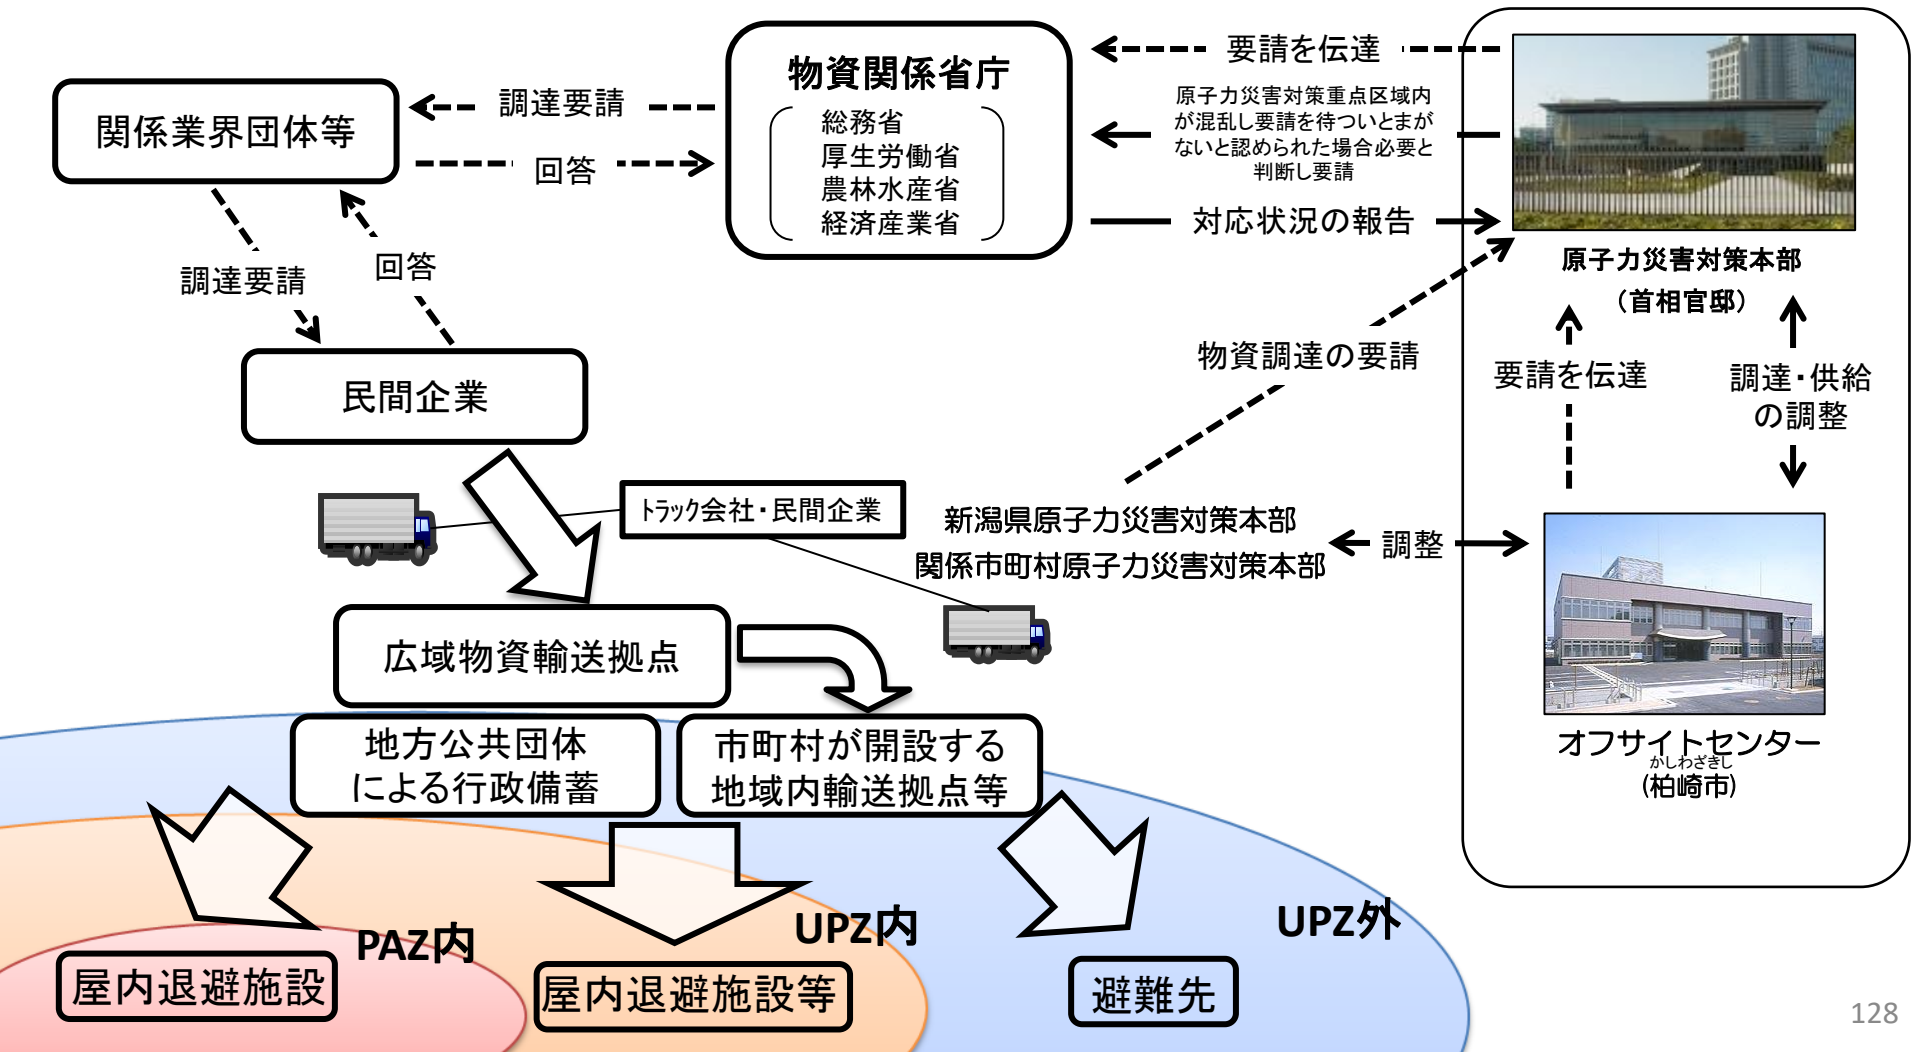 物資関係省庁
総務省
厚生労働省
農林水産省
経済産業省
要請を伝達
原子力災害対策重点区域内
が混乱し要請を待ついとまが
ないと認められた場合必要と
判断し要請
対応状況の報告
調達要請
回答
関係業界団体等
調達要請
回答
民間企業
原子力災害対策本部
（首相官邸）
物資調達の要請
要請を伝達
調達・供給
の調整
トラック会社・民間企業
新潟県原子力災害対策本部
関係市町村原子力災害対策本部
調整
オフサイトセンター
かしわざきし
(柏崎市)
広域物資輸送拠点
地方公共団体
による行政備蓄
市町村が開設する
地域内輸送拠点等
PAZ内
UPZ内
UPZ外
屋内退避施設
屋内退避施設等
避難先
128